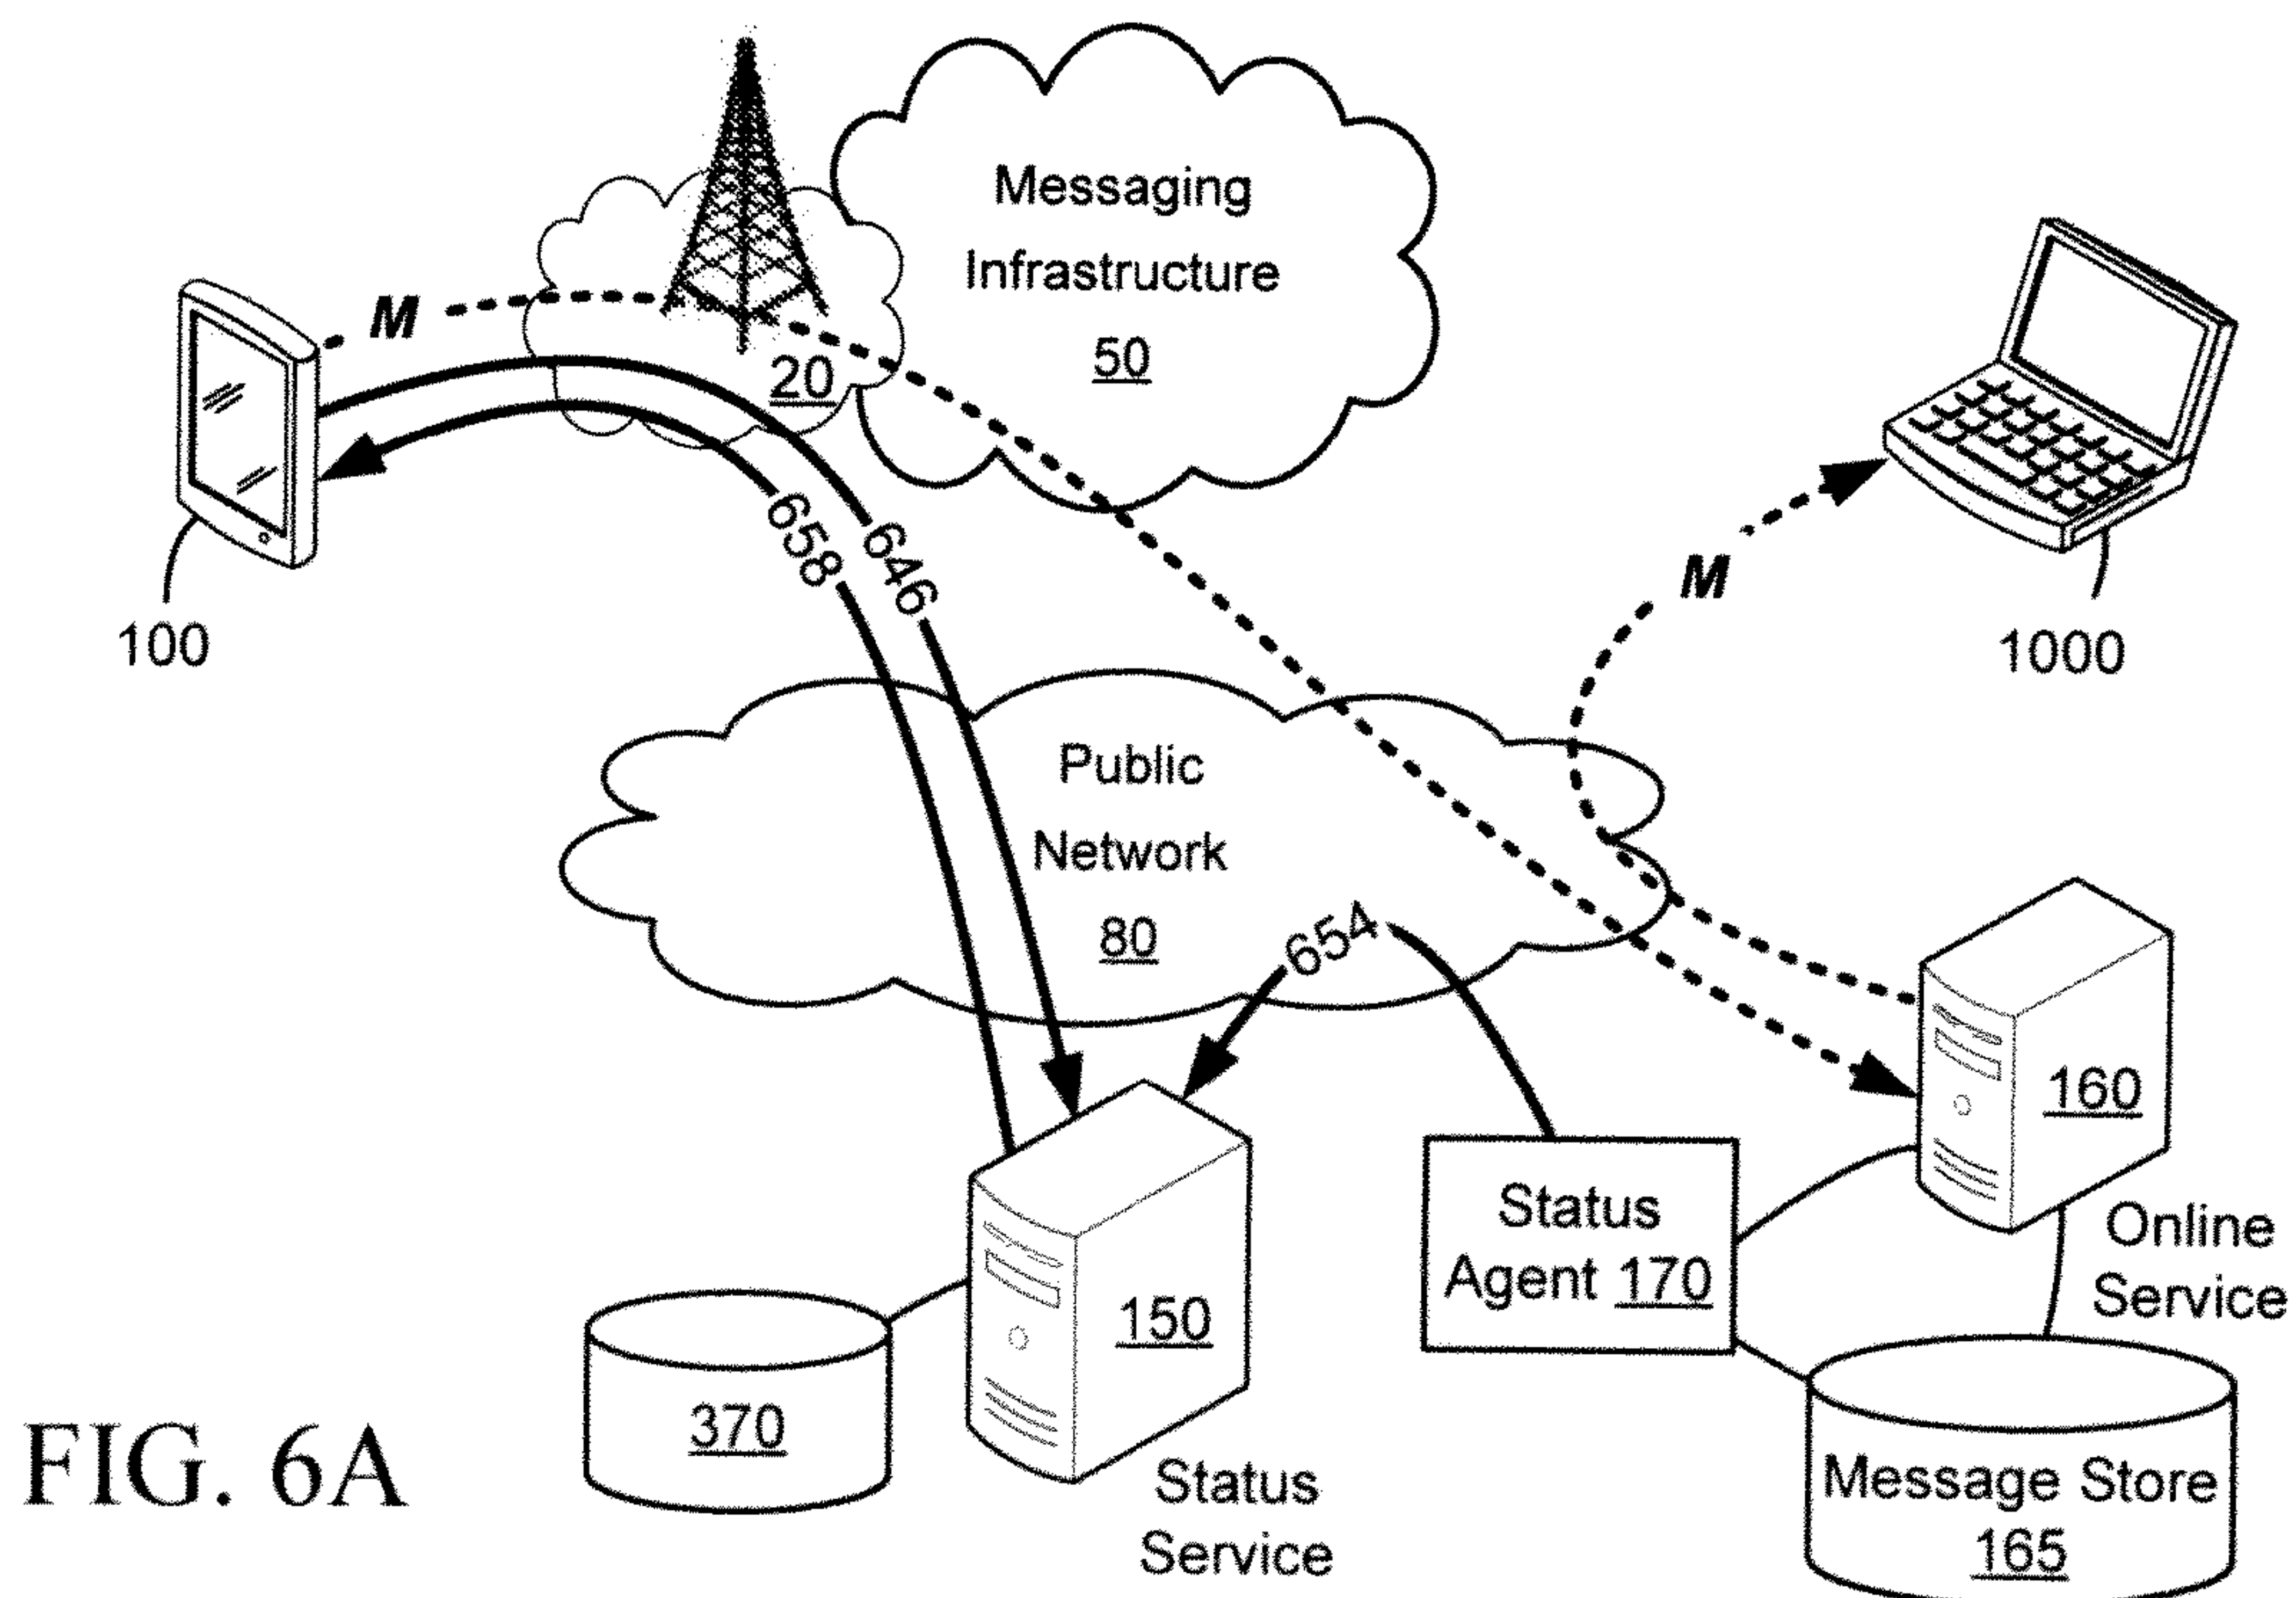 Messaging
Infrastructure
50
20
M
100
658
646
M
1000
Public
Network
80
654
160
Online
Service
Status
Agent 170
150
Status
Service
370
Message Store
165
FIG. 6A